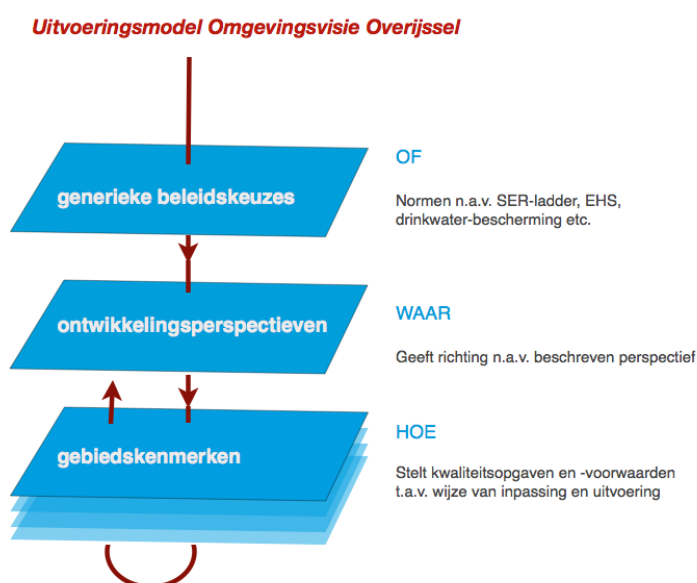 Uitvoeringsmodel Omgevingsvisie Overijssel
generieke beleidskeuzes
OF
Normen n.a.v. SER-ladder, EHS,
drinkwater-bescherming etc.
ontwikkelingsperspectieven
WAAR
Geeft richting n.a.v. beschreven perspectief
gebiedskenmerken
HOE
Stelt kwaliteitsopgaven en -voorwaarden
t.a.v. wijze van inpassing en uitvoering